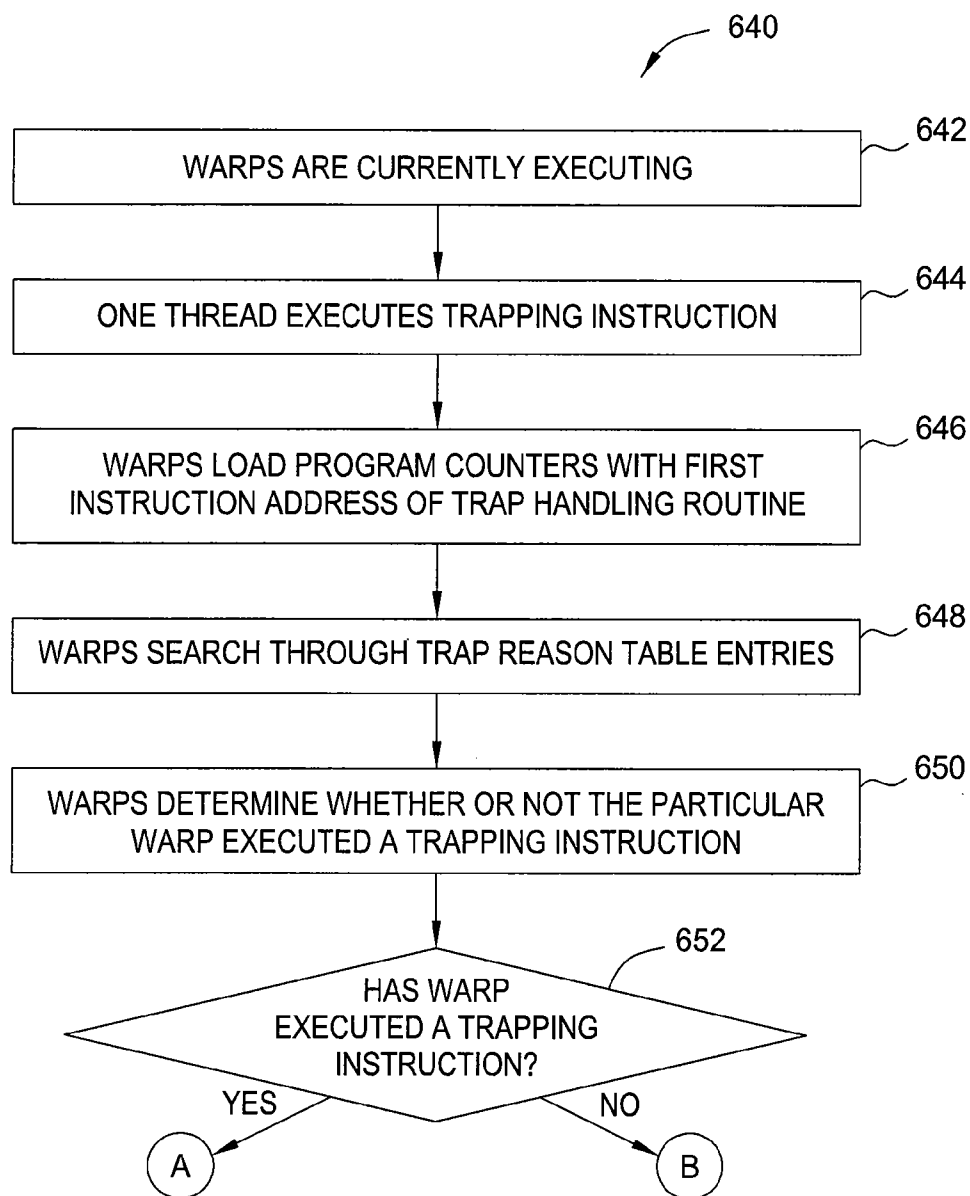 640
642
WARPS ARE CURRENTLY EXECUTING
644
ONE THREAD EXECUTES TRAPPING INSTRUCTION
646
WARPS LOAD PROGRAM COUNTERS WITH FIRST
INSTRUCTION ADDRESS OF TRAP HANDLING ROUTINE
648
WARPS SEARCH THROUGH TRAP REASON TABLE ENTRIES
650
WARPS DETERMINE WHETHER OR NOT THE PARTICULAR
WARP EXECUTED A TRAPPING INSTRUCTION
652
HAS WARP
EXECUTED A TRAPPING
INSTRUCTION?
YES
NO
A
B